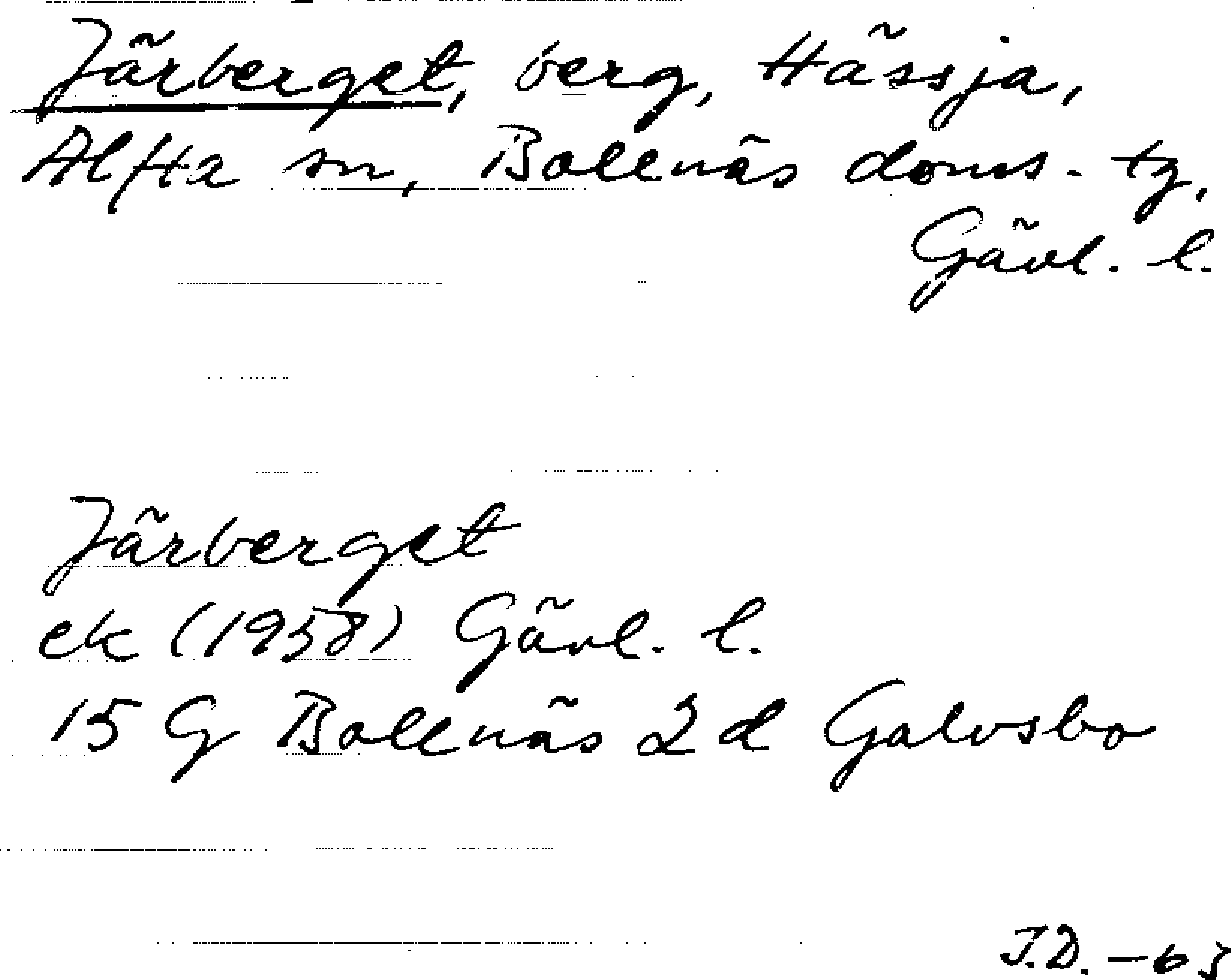 Järberget, berg, Hässja,
Alfta sn, Bollnäs doms. tg,
Gävl. l.
Järberget
ek (1958) Gävl. l.
15 G Bollnäs 2 d Galvsbo
J.D. -63